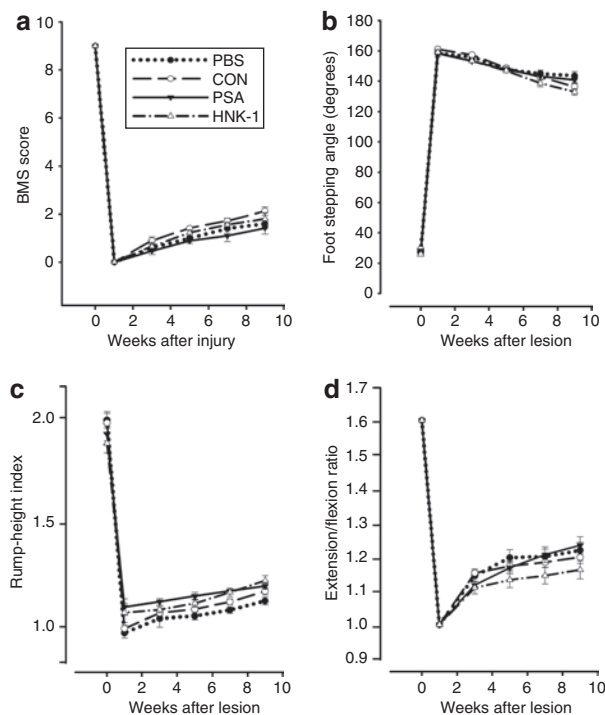 a
BMS score
10
8
6
4
2
0
PBS
CON
PSA
HNK-1
0 2 4 6 8 10
Weeks after injury
b
Foot stepping angle (degrees)
180
160
140
120
100
80
60
40
20
0
0 2 4 6 8 10
Weeks after lesion
c
Rump-height index
2.0
1.5
1.0
0 2 4 6 8 10
Weeks after lesion
d
Extension/flexion ratio
1.7
1.6
1.5
1.4
1.3
1.2
1.1
1.0
0.9
0 2 4 6 8 10
Weeks after lesion